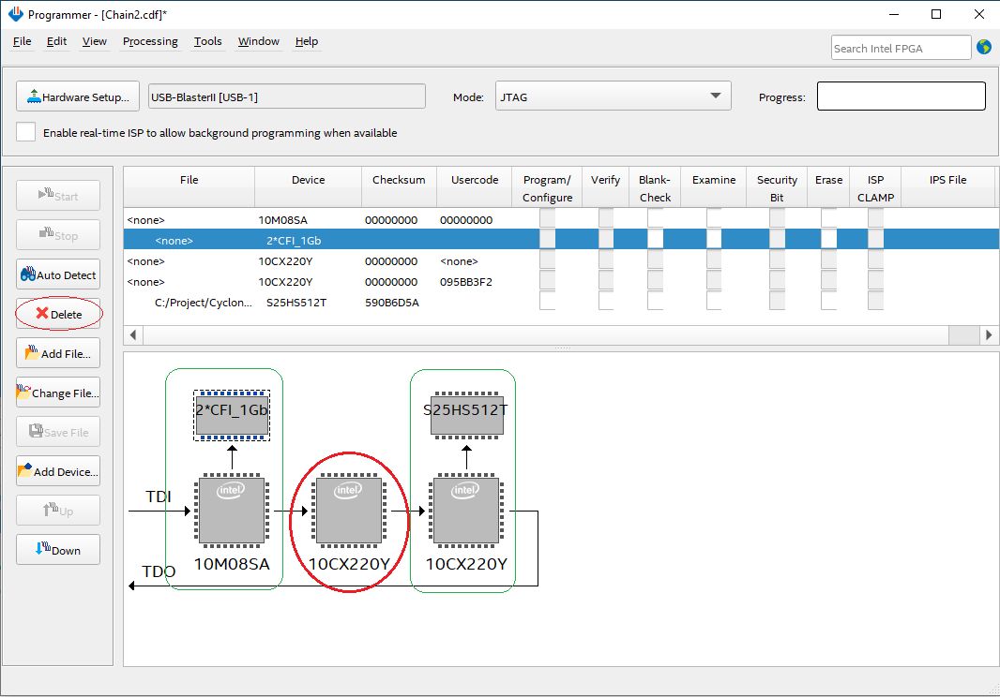 Programmer - [Chain2.cdf]*
File Edit View Processing Tools Window Help
Search Intel FPGA
Hardware Setup... USB-BlasterII [USB-1] Mode: JTAG Progress:
Enable real-time ISP to allow background programming when available
Start
Stop
Auto Detect
Delete
Add File...
Change File...
Save File
Add Device...
Up
Down
File Device Checksum Usercode Program/ Verify Blank- Examine Security Erase ISP IPS File
Configure Check Bit CLAMP
<none> 10M08SA 00000000 00000000
<none> 2*CFI_1Gb
<none> 10CX220Y 00000000 <none>
<none> 10CX220Y 00000000 095BB3F2
C:/Project/Cyclon... S25HS512T 590B6D5A
2*CFI_1Gb S25HS512T
intel intel intel
TDI
10M08SA 10CX220Y 10CX220Y
TDO